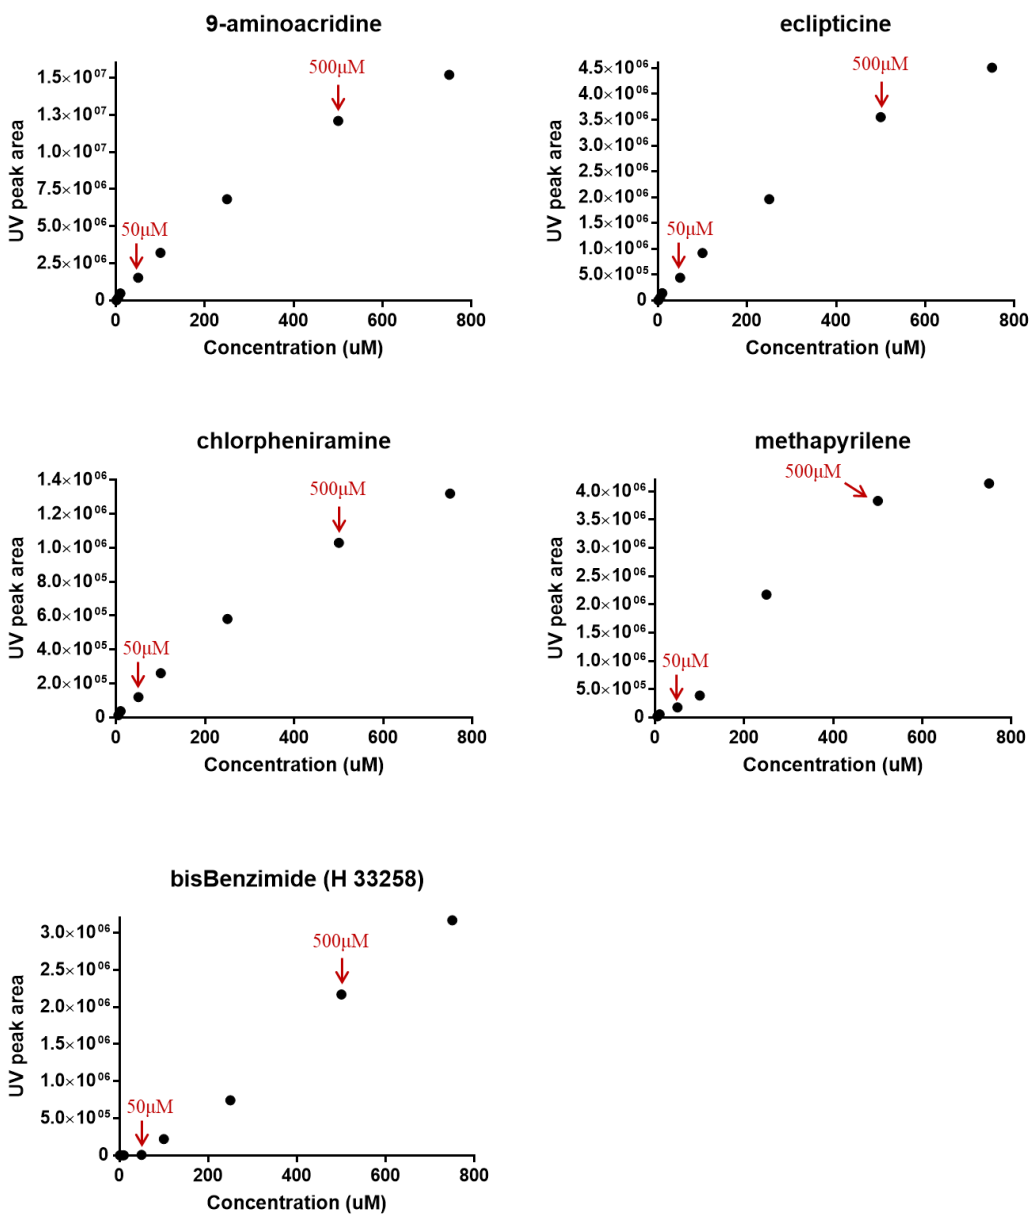 9-aminoacridine
500μM
50μM
1.5×10⁰⁷
1.3×10⁰⁷
1.0×10⁰⁷
7.5×10⁰⁶
5.0×10⁰⁶
2.5×10⁰⁶
0
UV peak area
0 200 400 600 800
Concentration (uM)
eclipticine
500μM
50μM
4.5×10⁰⁶
4.0×10⁰⁶
3.5×10⁰⁶
3.0×10⁰⁶
2.5×10⁰⁶
2.0×10⁰⁶
1.5×10⁰⁶
1.0×10⁰⁶
5.0×10⁰⁵
0
UV peak area
0 200 400 600 800
Concentration (uM)
chlorpheniramine
500μM
50μM
1.4×10⁰⁶
1.2×10⁰⁶
1.0×10⁰⁶
8.0×10⁰⁵
6.0×10⁰⁵
4.0×10⁰⁵
2.0×10⁰⁵
0
UV peak area
0 200 400 600 800
Concentration (uM)
methapyrilene
500μM
50μM
4.0×10⁰⁶
3.5×10⁰⁶
3.0×10⁰⁶
2.5×10⁰⁶
2.0×10⁰⁶
1.5×10⁰⁶
1.0×10⁰⁶
5.0×10⁰⁵
0
UV peak area
0 200 400 600 800
Concentration (uM)
bisBenzimide (H 33258)
500μM
50μM
3.0×10⁰⁶
2.5×10⁰⁶
2.0×10⁰⁶
1.5×10⁰⁶
1.0×10⁰⁶
5.0×10⁰⁵
0
UV peak area
0 200 400 600 800
Concentration (uM)